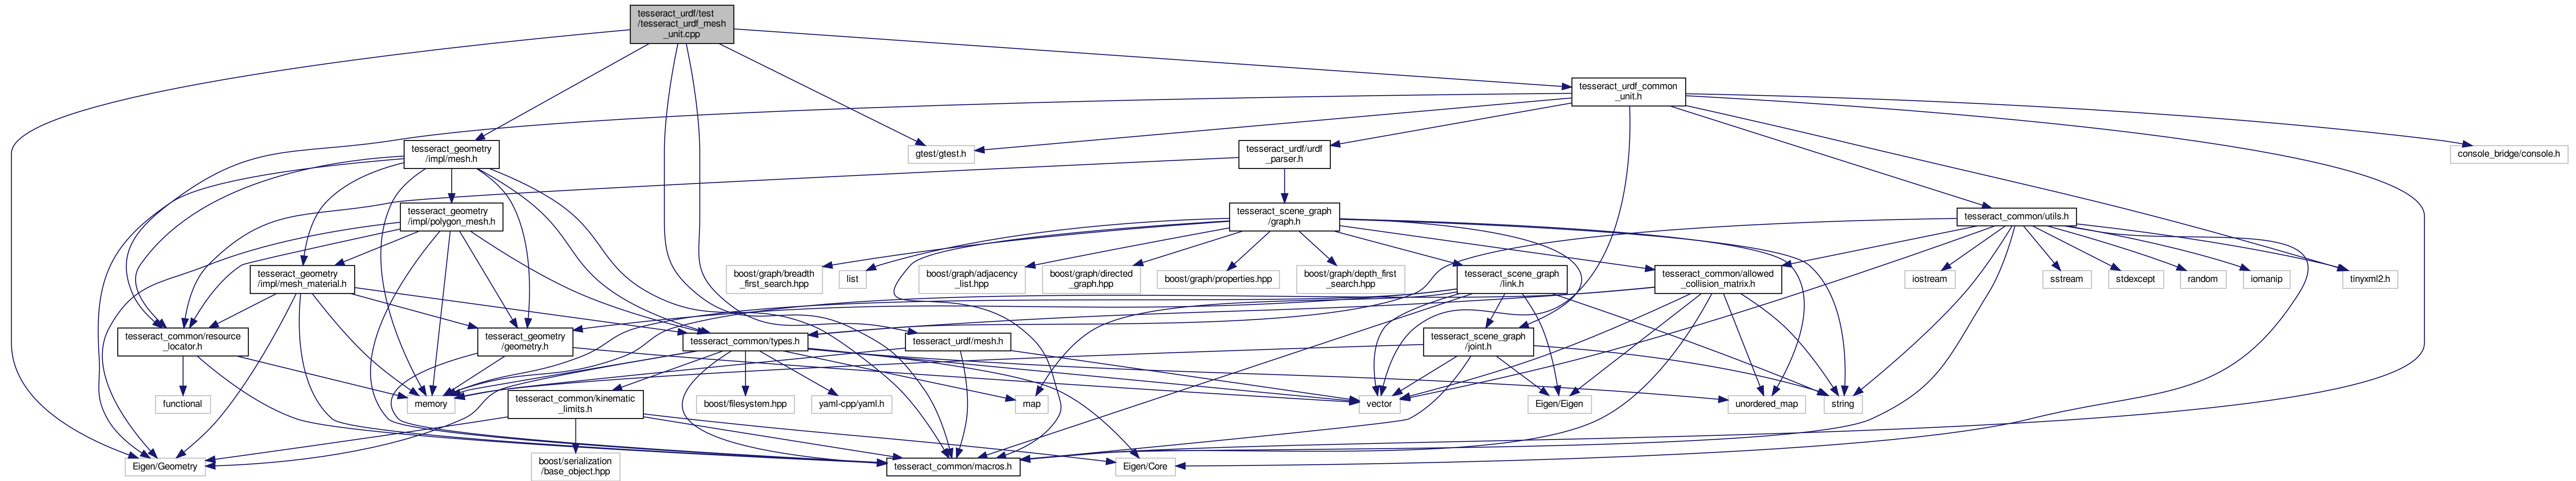 tesseract_urdf/test
/tesseract_urdf_mesh
_unit.cpp
tesseract_urdf_common
_unit.h
tesseract_geometry
/impl/mesh.h
gtest/gtest.h
tesseract_urdf/urdf
_parser.h
console_bridge/console.h
tesseract_geometry
/impl/polygon_mesh.h
tesseract_scene_graph
/graph.h
tesseract_common/utils.h
tesseract_geometry
/impl/mesh_material.h
boost/graph/breadth
_first_search.hpp
list
boost/graph/adjacency
_list.hpp
boost/graph/directed
_graph.hpp
boost/graph/properties.hpp
boost/graph/depth_first
_search.hpp
tesseract_scene_graph
/link.h
tesseract_common/allowed
_collision_matrix.h
iostream
sstream
stdexcept
random
iomanip
tinyxml2.h
tesseract_common/resource
_locator.h
tesseract_geometry
/geometry.h
tesseract_common/types.h
tesseract_urdf/mesh.h
tesseract_scene_graph
/joint.h
functional
memory
tesseract_common/kinematic
_limits.h
boost/filesystem.hpp
yaml-cpp/yaml.h
map
vector
Eigen/Eigen
unordered_map
string
Eigen/Geometry
boost/serialization
/base_object.hpp
tesseract_common/macros.h
Eigen/Core